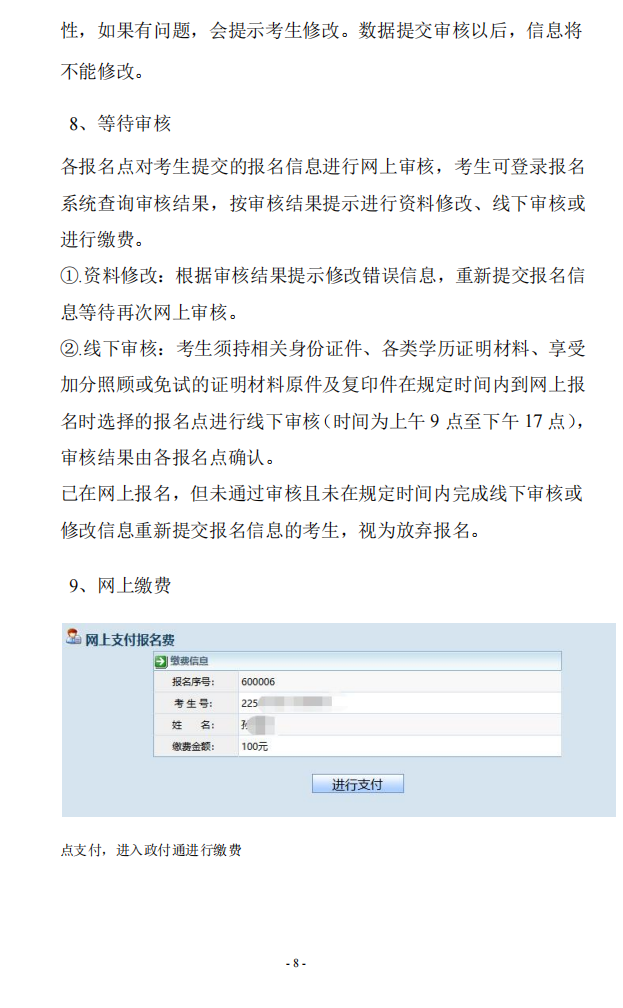 性，如果有问题，会提示考生修改。数据提交审核以后，信息将
不能修改。
8、等待审核
各报名点对考生提交的报名信息进行网上审核，考生可登录报名
系统查询审核结果，按审核结果提示进行资料修改、线下审核或
进行缴费。
①.资料修改：根据审核结果提示修改错误信息，重新提交报名信
息等待再次网上审核。
②.线下审核：考生须持相关身份证件、各类学历证明材料、享受
加分照顾或免试的证明材料原件及复印件在规定时间内到网上报
名时选择的报名点进行线下审核（时间为上午 9 点至下午 17 点），
审核结果由各报名点确认。
已在网上报名，但未通过审核且未在规定时间内完成线下审核或
修改信息重新提交报名信息的考生，视为放弃报名。
9、网上缴费
网上支付报名费
缴费信息
报名序号： 600006
考 生 号： 225
姓 名：
缴费金额： 100元
进行支付
点支付，进入政付通进行缴费
- 8 -